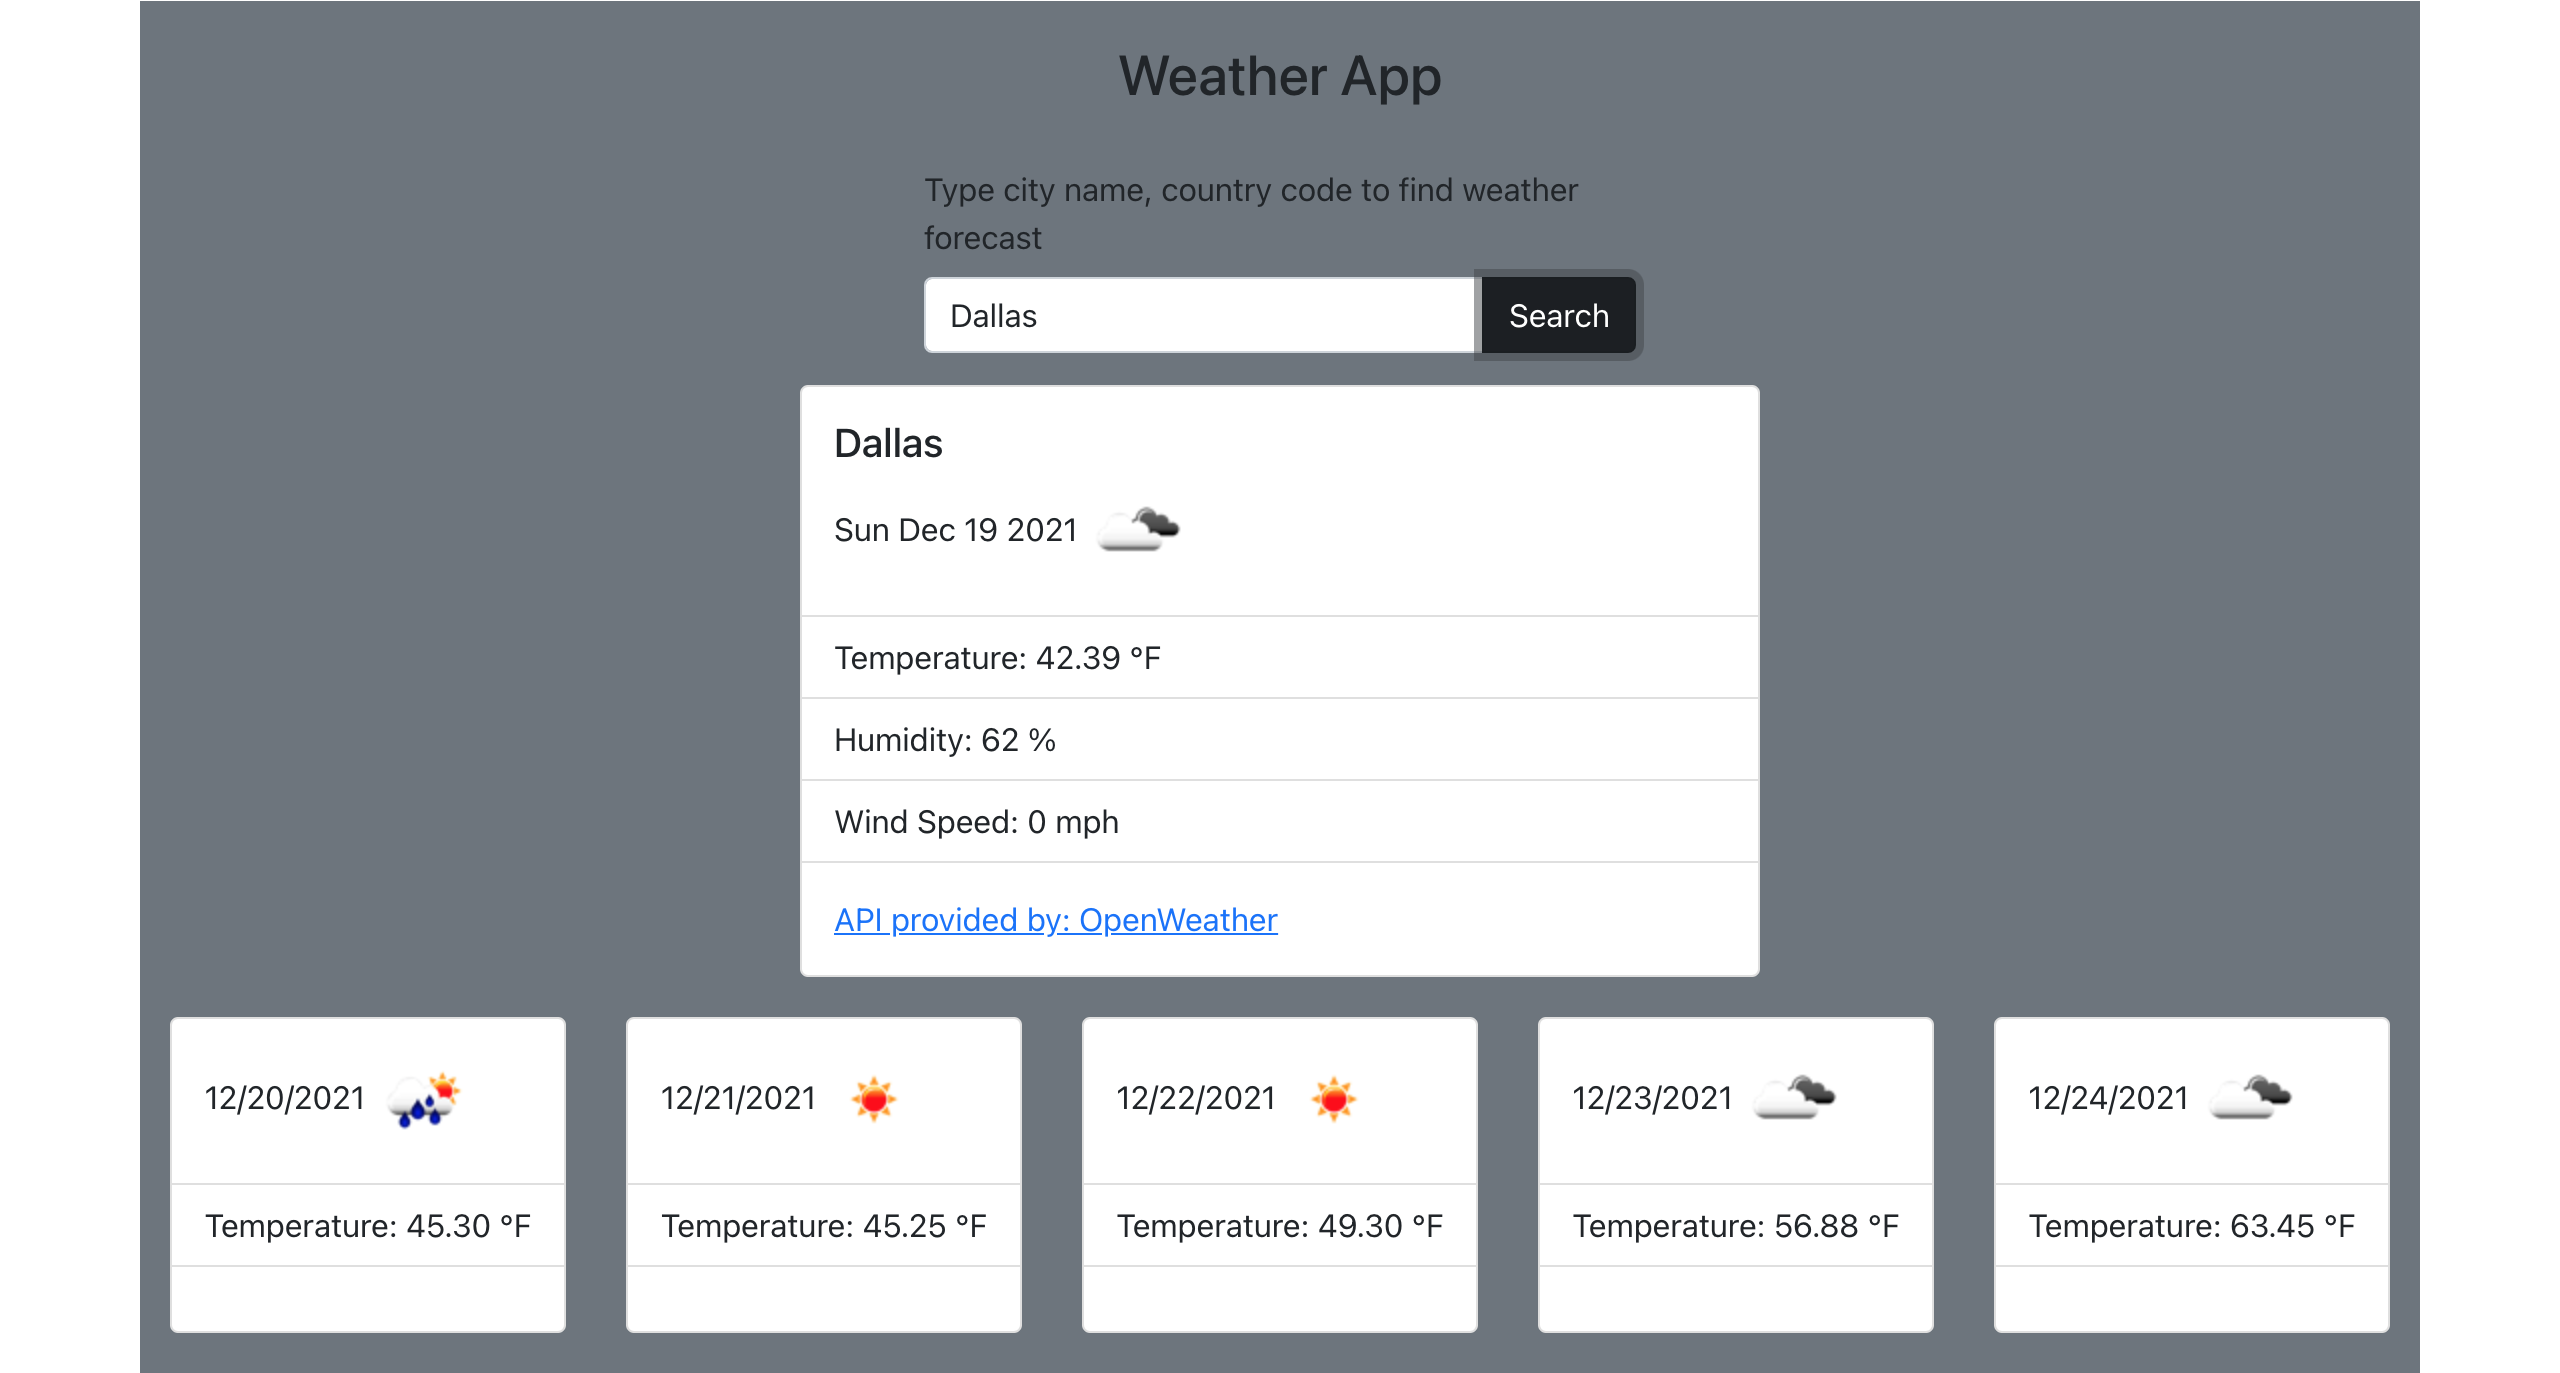 Weather App
Type city name, country code to find weather
forecast
Dallas
Search
Dallas
Sun Dec 19 2021
Temperature: 42.39 °F
Humidity: 62 %
Wind Speed: 0 mph
API provided by: OpenWeather
12/20/2021
Temperature: 45.30 °F
12/21/2021
Temperature: 45.25 °F
12/22/2021
Temperature: 49.30 °F
12/23/2021
Temperature: 56.88 °F
12/24/2021
Temperature: 63.45 °F